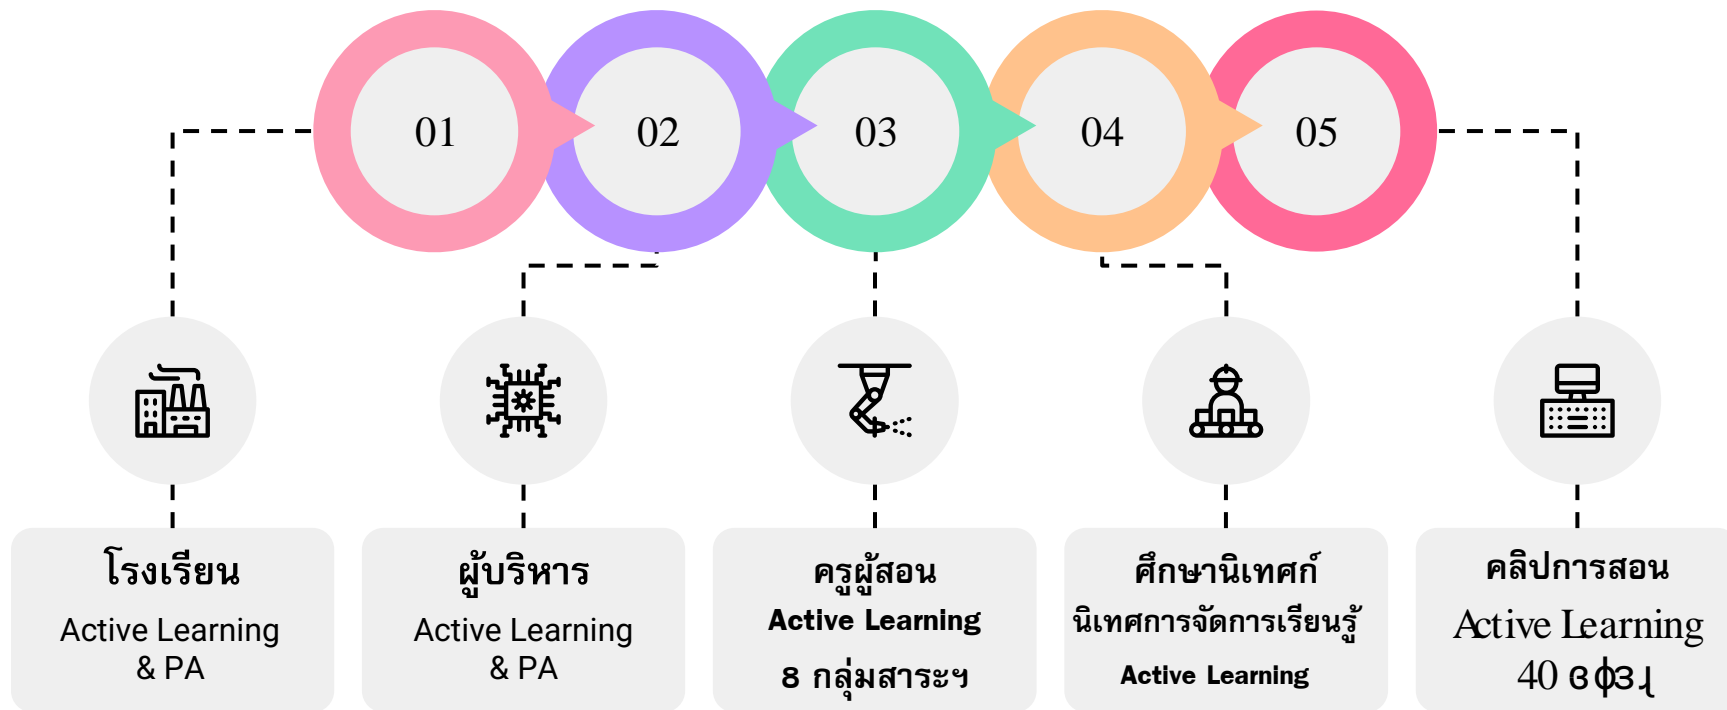 01
02
03
04
05
โรงเรียน
Active Learning
& PA
ผู้บริหาร
Active Learning
& PA
ครูผู้สอน
Active Learning
8 กลุ่มสาระฯ
ศึกษานิเทศก์
นิเทศการจัดการเรียนรู้
Active Learning
คลิปการสอน
Active Learning
40